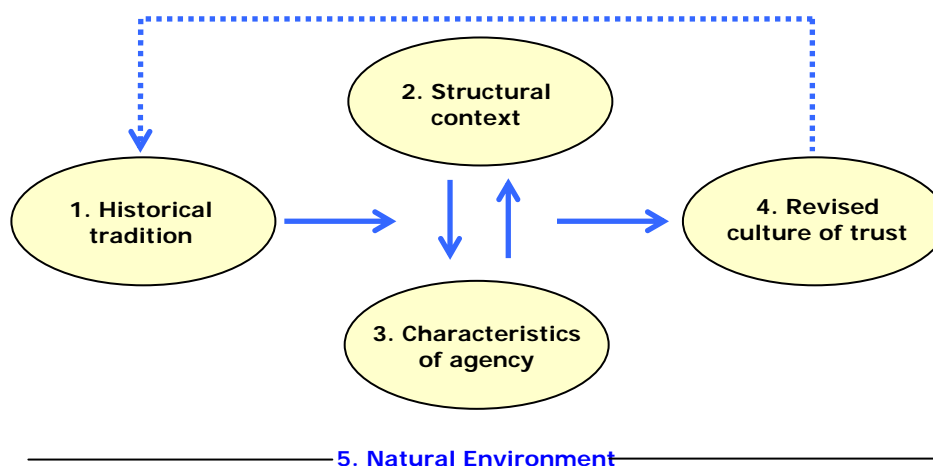 2. Structural
context
1. Historical
tradition
4. Revised
culture of trust
3. Characteristics
of agency
5. Natural Environment